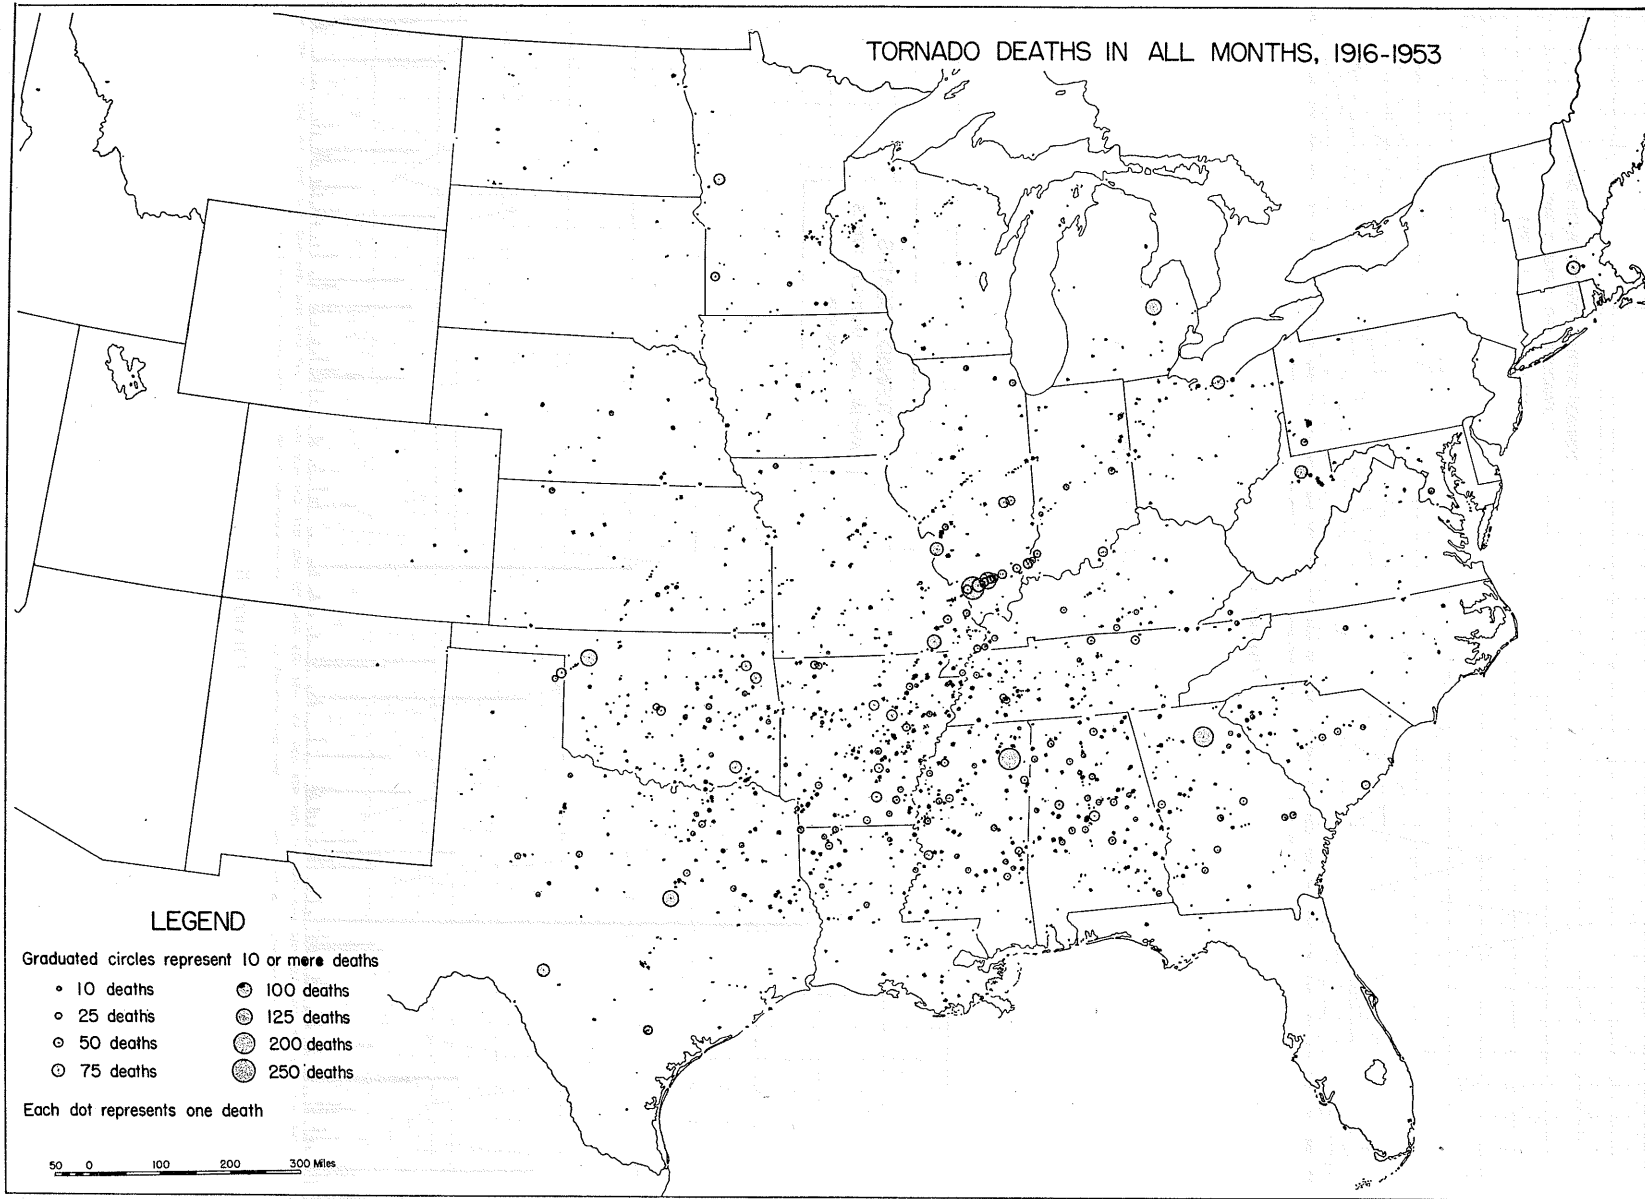 TORNADO DEATHS IN ALL MONTHS, 1916-1953
LEGEND
Graduated circles represent 10 or more deaths
10 deaths
25 deaths
50 deaths
75 deaths
100 deaths
125 deaths
200 deaths
250 deaths
Each dot represents one death
50 0 100 200 300 Miles